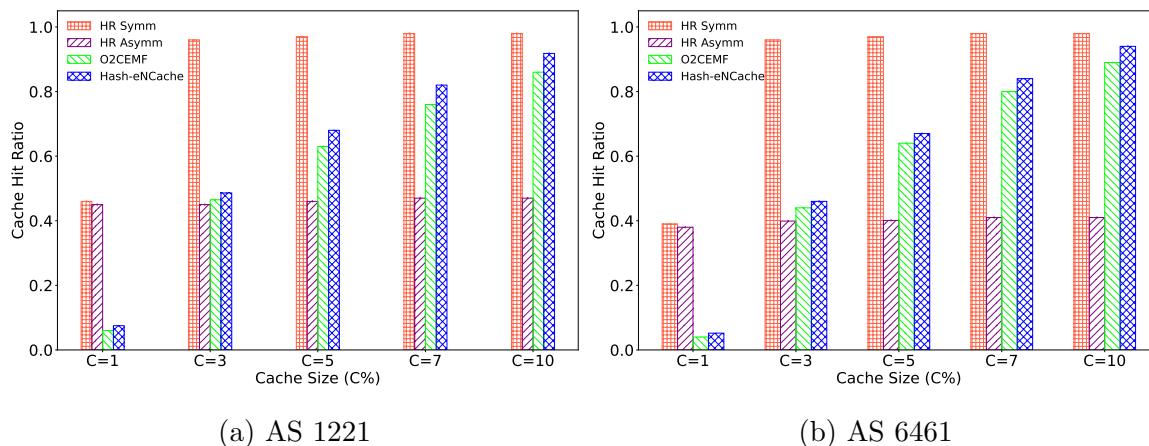 HR Symm
HR Asymm
O2CEMF
Hash-eNCache
Cache Hit Ratio
1.0
0.8
0.6
0.4
0.2
0.0
C=1 C=3 C=5 C=7 C=10
Cache Size (C%)
(a) AS 1221
HR Symm
HR Asymm
O2CEMF
Hash-eNCache
Cache Hit Ratio
1.0
0.8
0.6
0.4
0.2
0.0
C=1 C=3 C=5 C=7 C=10
Cache Size (C%)
(b) AS 6461